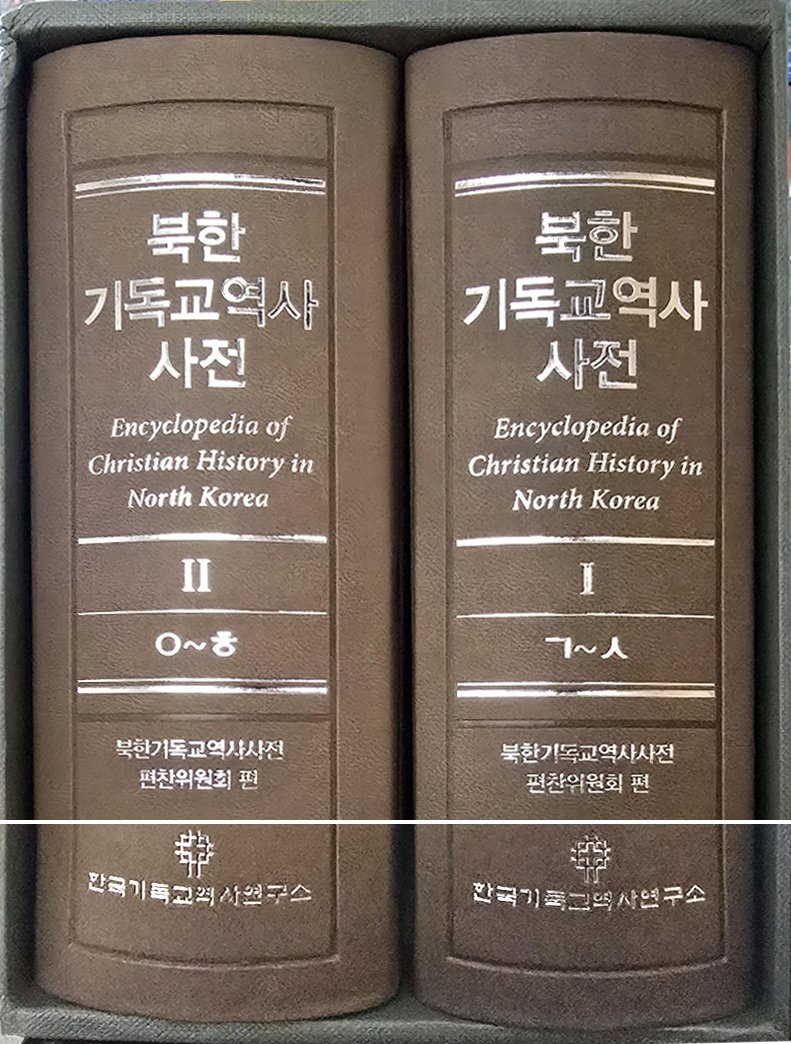 북한
기독교역사
사전
Encyclopedia of
Christian History in
North Korea
II
ㅇ~ㅎ
북한기독교역사사전
편찬위원회 편
한국기독교역사연구소
북한
기독교역사
사전
Encyclopedia of
Christian History in
North Korea
I
ㄱ~ㅅ
북한기독교역사사전
편찬위원회 편
한국기독교역사연구소